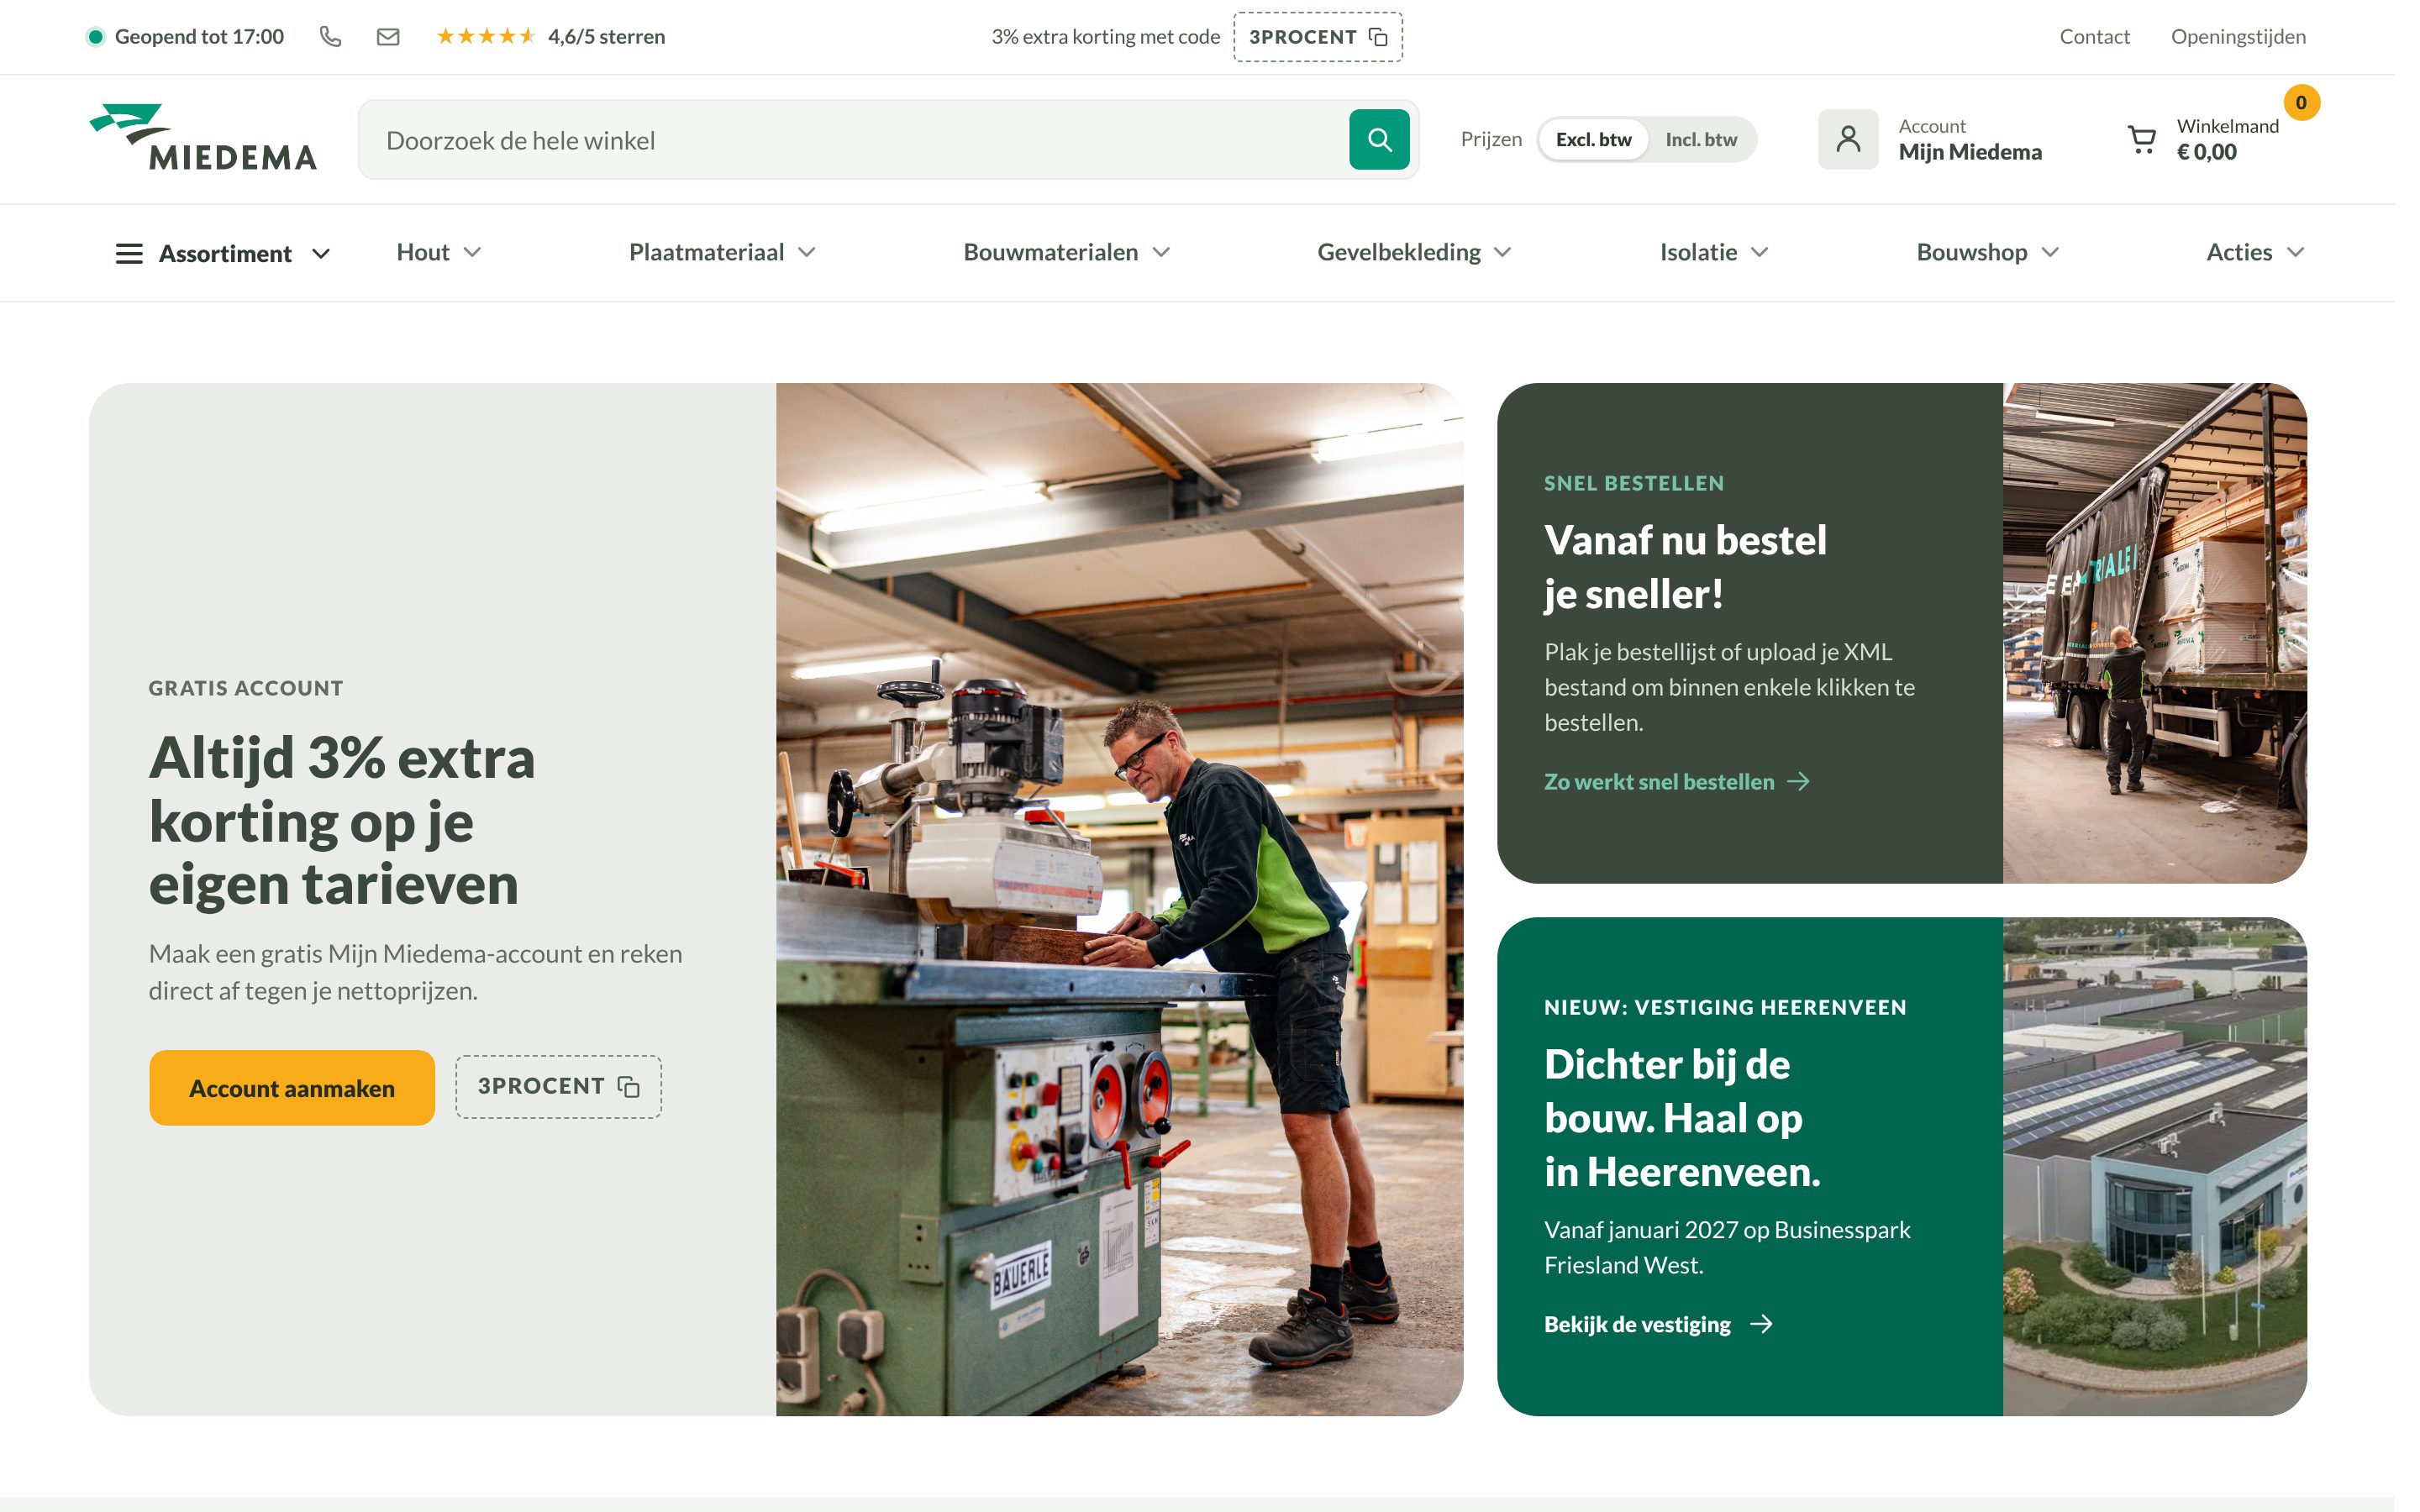 Geopend tot 17:00
4,6/5 sterren
3% extra korting met code
3PROCENT
Contact
Openingstijden
MIEDEMA
Doorzoek de hele winkel
Prijzen
Excl. btw
Incl. btw
Account
Mijn Miedema
Winkelmand
€ 0,00
0
Assortiment
Hout
Plaatmateriaal
Bouwmaterialen
Gevelbekleding
Isolatie
Bouwshop
Acties
GRATIS ACCOUNT
Altijd 3% extra
korting op je
eigen tarieven
Maak een gratis Mijn Miedema-account en reken
direct af tegen je nettoprijzen.
Account aanmaken
3PROCENT
BÄUERLE
SNEL BESTELLEN
Vanaf nu bestel
je sneller!
Plak je bestellijst of upload je XML
bestand om binnen enkele klikken te
bestellen.
Zo werkt snel bestellen
NIEUW: VESTIGING HEERENVEEN
Dichter bij de
bouw. Haal op
in Heerenveen.
Vanaf januari 2027 op Businesspark
Friesland West.
Bekijk de vestiging